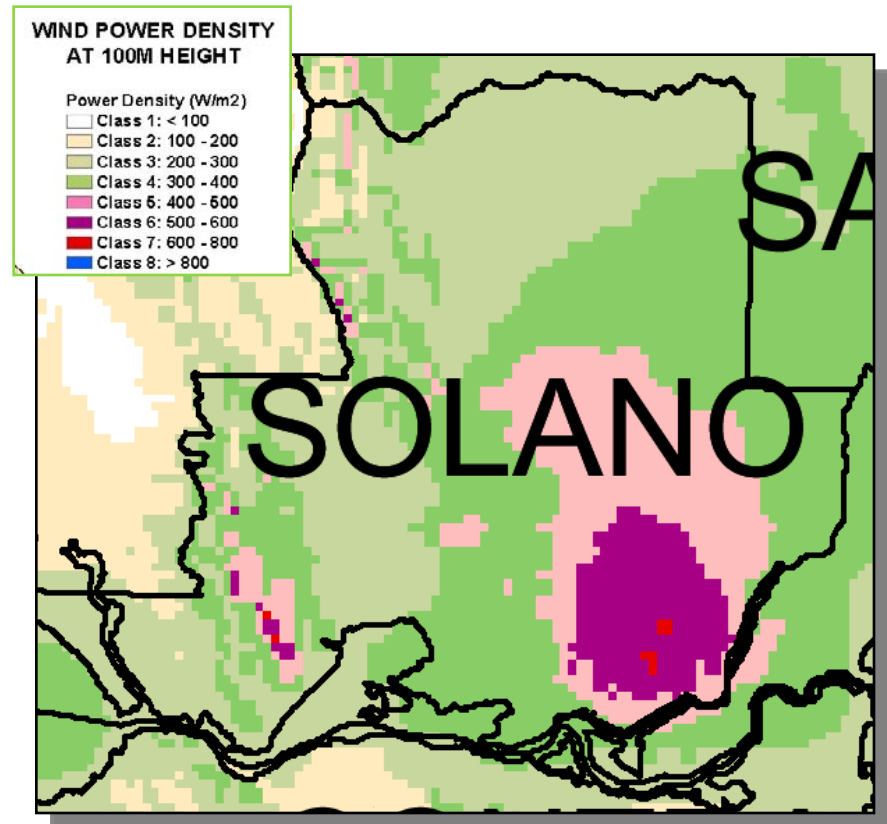 WIND POWER DENSITY
AT 100M HEIGHT
Power Density (W/m2)
Class 1: < 100
Class 2: 100 - 200
Class 3: 200 - 300
Class 4: 300 - 400
Class 5: 400 - 500
Class 6: 500 - 600
Class 7: 600 - 800
Class 8: > 800
SA
SOLANO